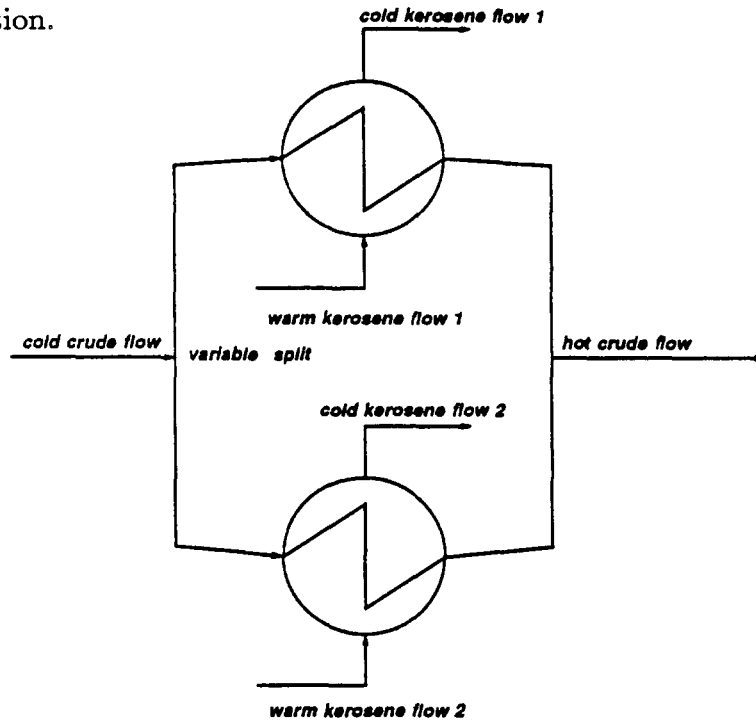 sion.
cold kerosene flow 1
warm kerosene flow 1
cold crude flow
variable split
hot crude flow
cold kerosene flow 2
warm kerosene flow 2